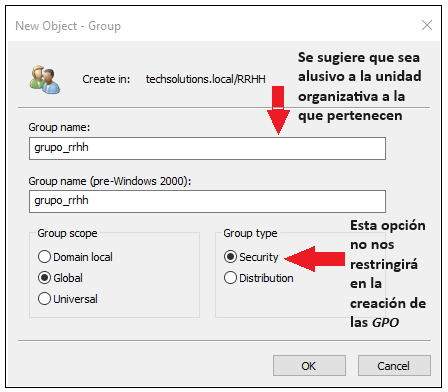 New Object - Group
Se sugiere que sea
alusivo a la unidad
organizativa a la
que pertenecen
Create in: techsolutions.local/RRHH
Group name:
grupo_rrhh
Group name (pre-Windows 2000):
grupo_rrhh
Group scope
Domain local
Global
Universal
Group type
Security
Distribution
Esta opción
no nos
restringirá
en la
creación de
las GPO
OK
Cancel